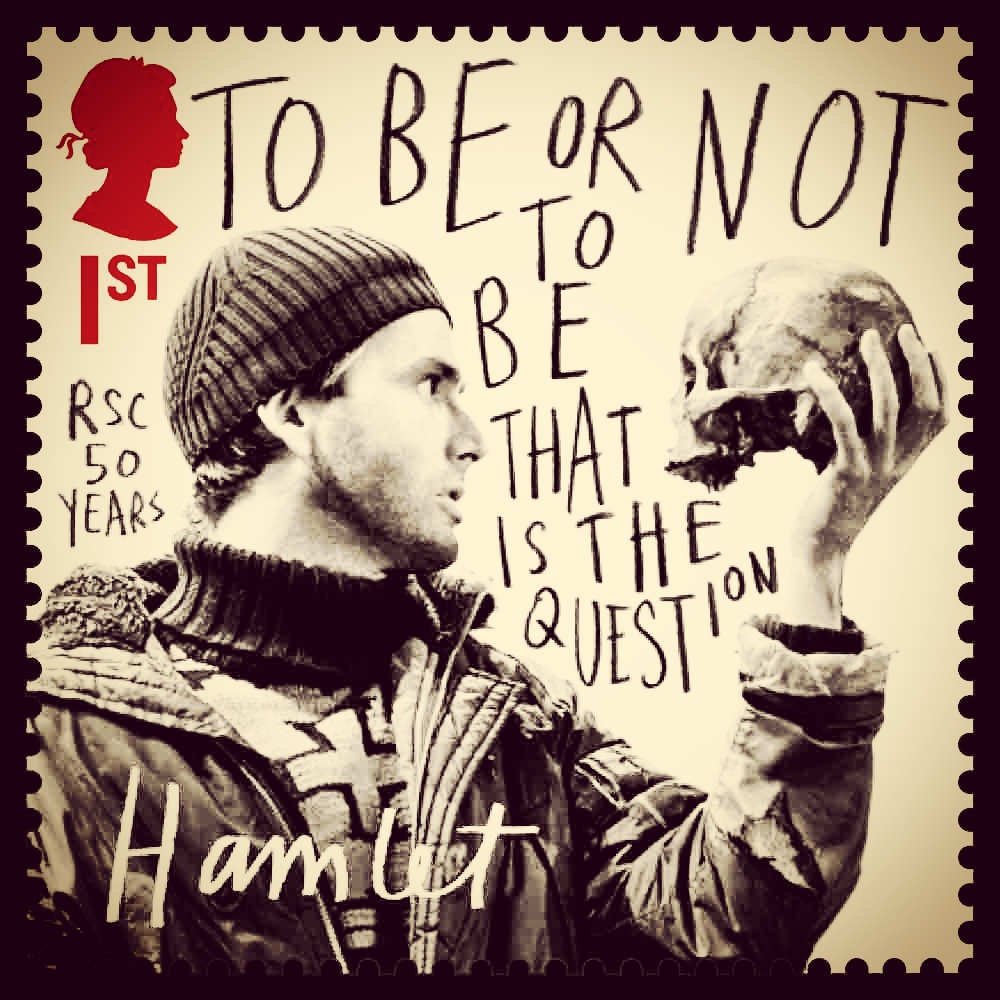 TO BE OR NOT
TO
BE
THAT
IS THE
QUESTION
1ST
RSC
50
YEARS
Hamlet